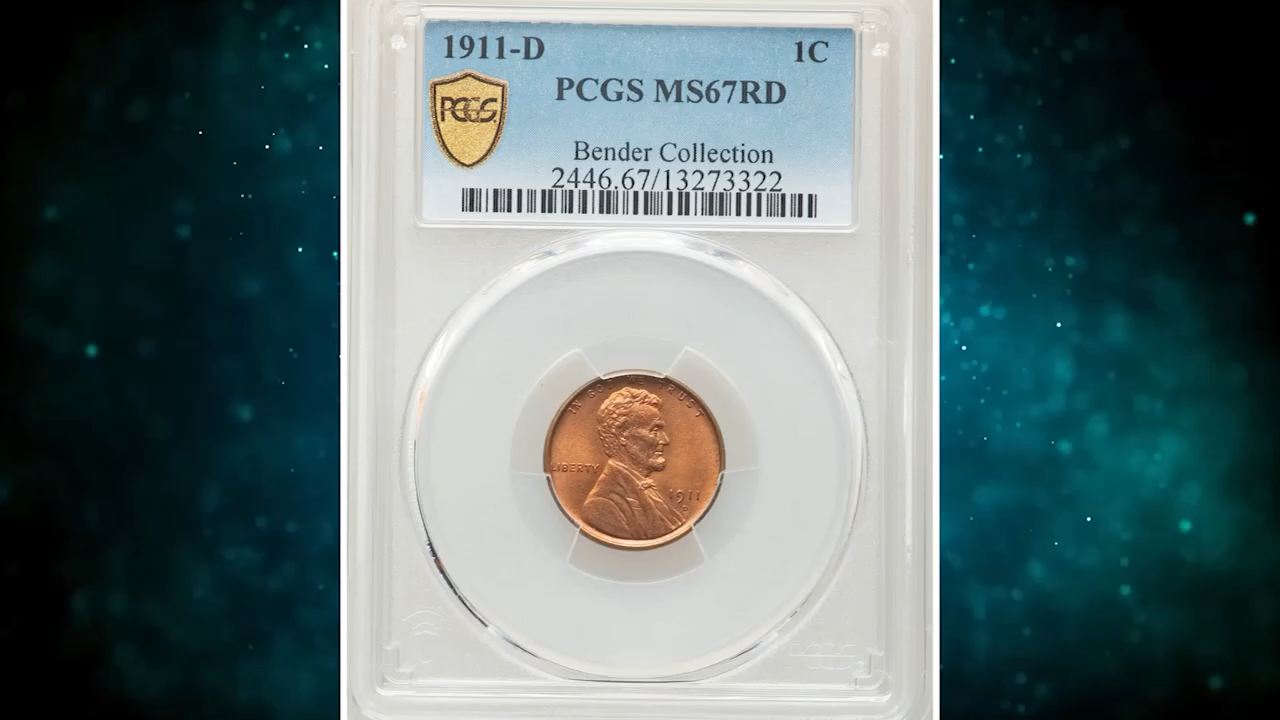 1911-D 1C
PCGS MS67RD
PCGS
Bender Collection
2446.67/13273322
IN GOD WE TRUST
LIBERTY
1911
D